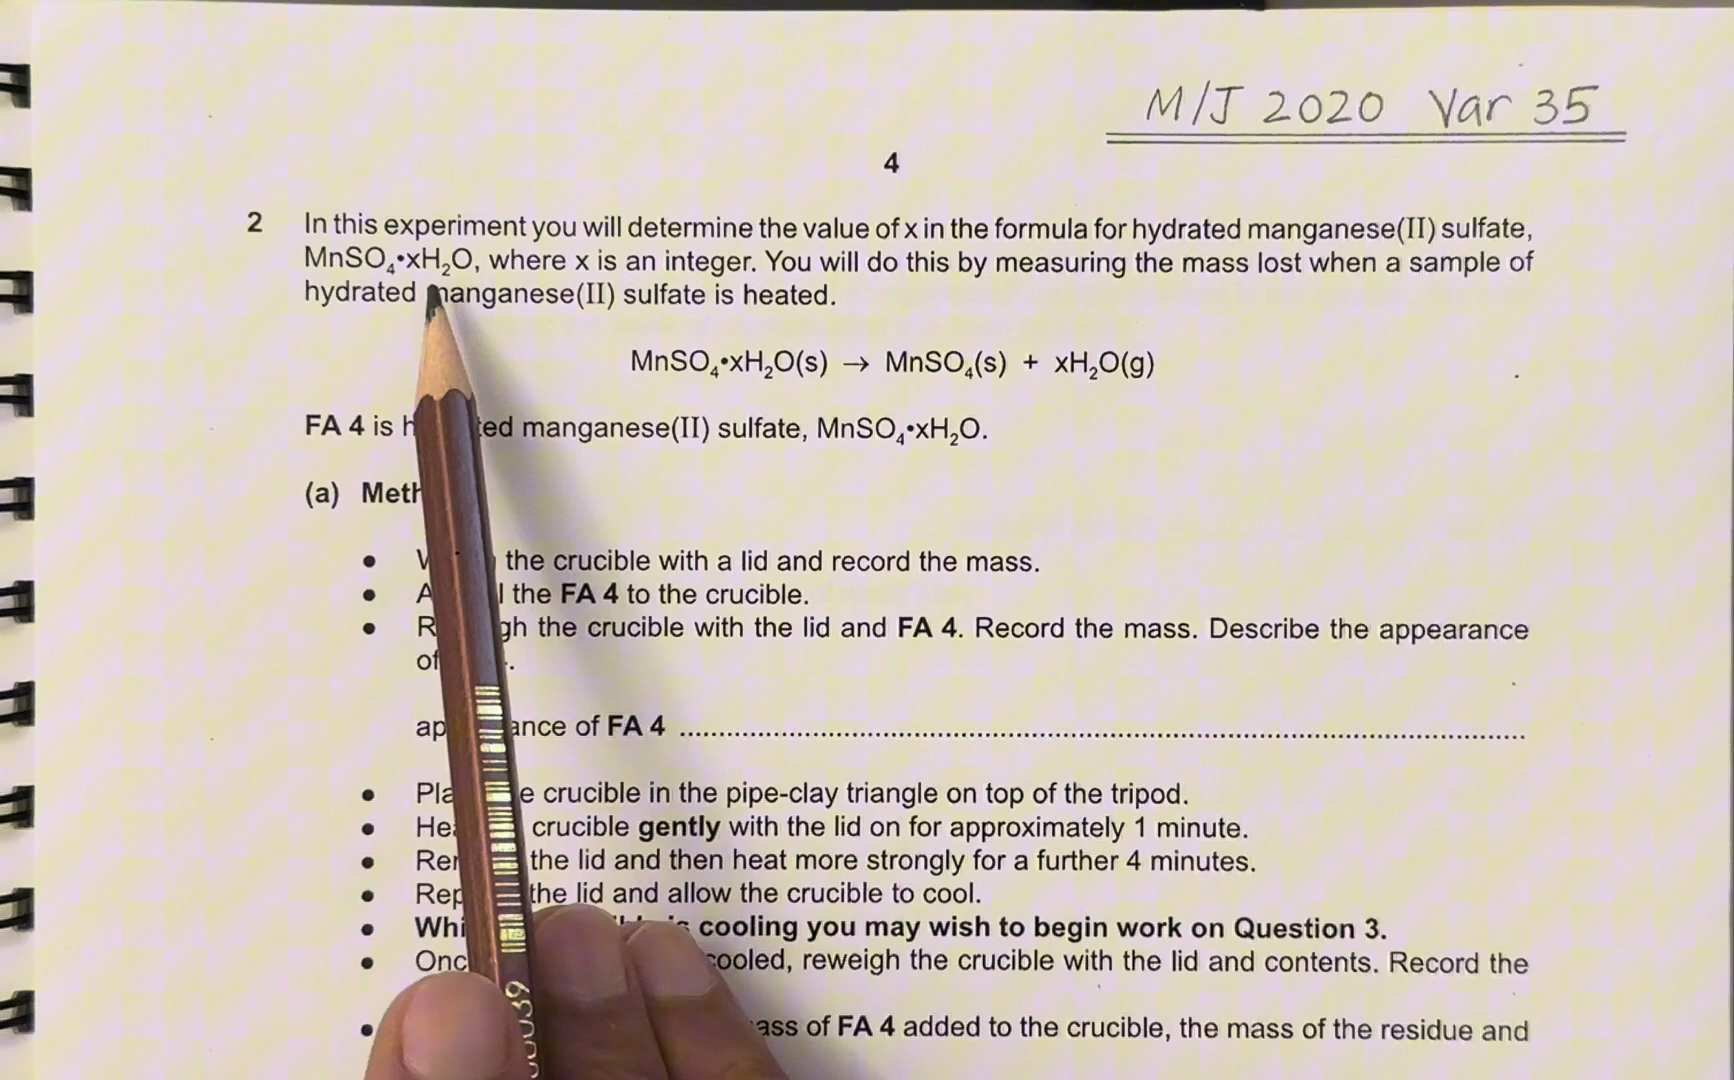 M/J 2020 Var 35
4
2 In this experiment you will determine the value of x in the formula for hydrated manganese(II) sulfate,
MnSO₄•xH₂O, where x is an integer. You will do this by measuring the mass lost when a sample of
hydrated manganese(II) sulfate is heated.
MnSO₄•xH₂O(s) → MnSO₄(s) + xH₂O(g)
FA 4 is manganese(II) sulfate, MnSO₄•xH₂O.
(a)
• the crucible with a lid and record the mass.
• the FA 4 to the crucible.
• the crucible with the lid and FA 4. Record the mass. Describe the appearance
of
of FA 4 ..........
• crucible in the pipe-clay triangle on top of the tripod.
• crucible gently with the lid on for approximately 1 minute.
• the lid and then heat more strongly for a further 4 minutes.
• the lid and allow the crucible to cool.
• cooling you may wish to begin work on Question 3.
• cooled, reweigh the crucible with the lid and contents. Record the
• of FA 4 added to the crucible, the mass of the residue and